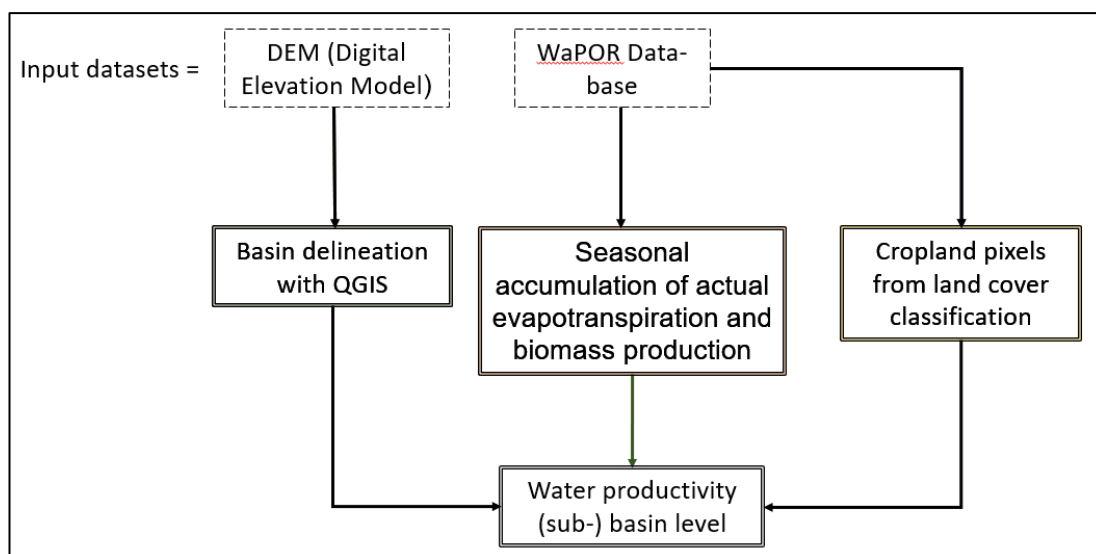 Input datasets =
DEM (Digital
Elevation Model)
WaPOR Data-
base
Basin delineation
with QGIS
Seasonal
accumulation of actual
evapotranspiration and
biomass production
Cropland pixels
from land cover
classification
Water productivity
(sub-) basin level